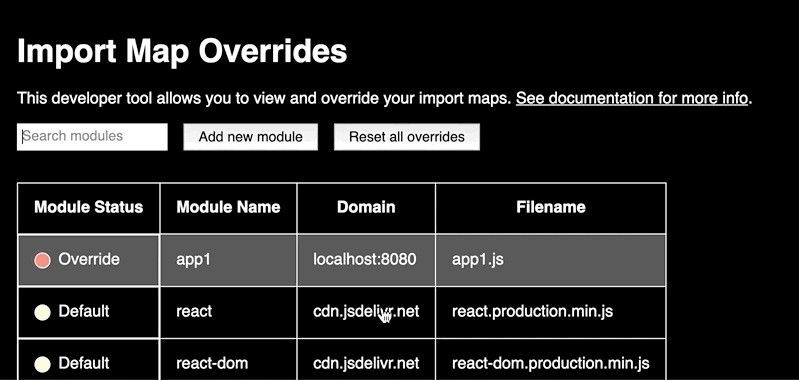 Import Map Overrides
This developer tool allows you to view and override your import maps. See documentation for more info.
Search modules Add new module Reset all overrides
Module Status Module Name Domain Filename
Override app1 localhost:8080 app1.js
Default react cdn.jsdelivr.net react.production.min.js
Default react-dom cdn.jsdelivr.net react-dom.production.min.js